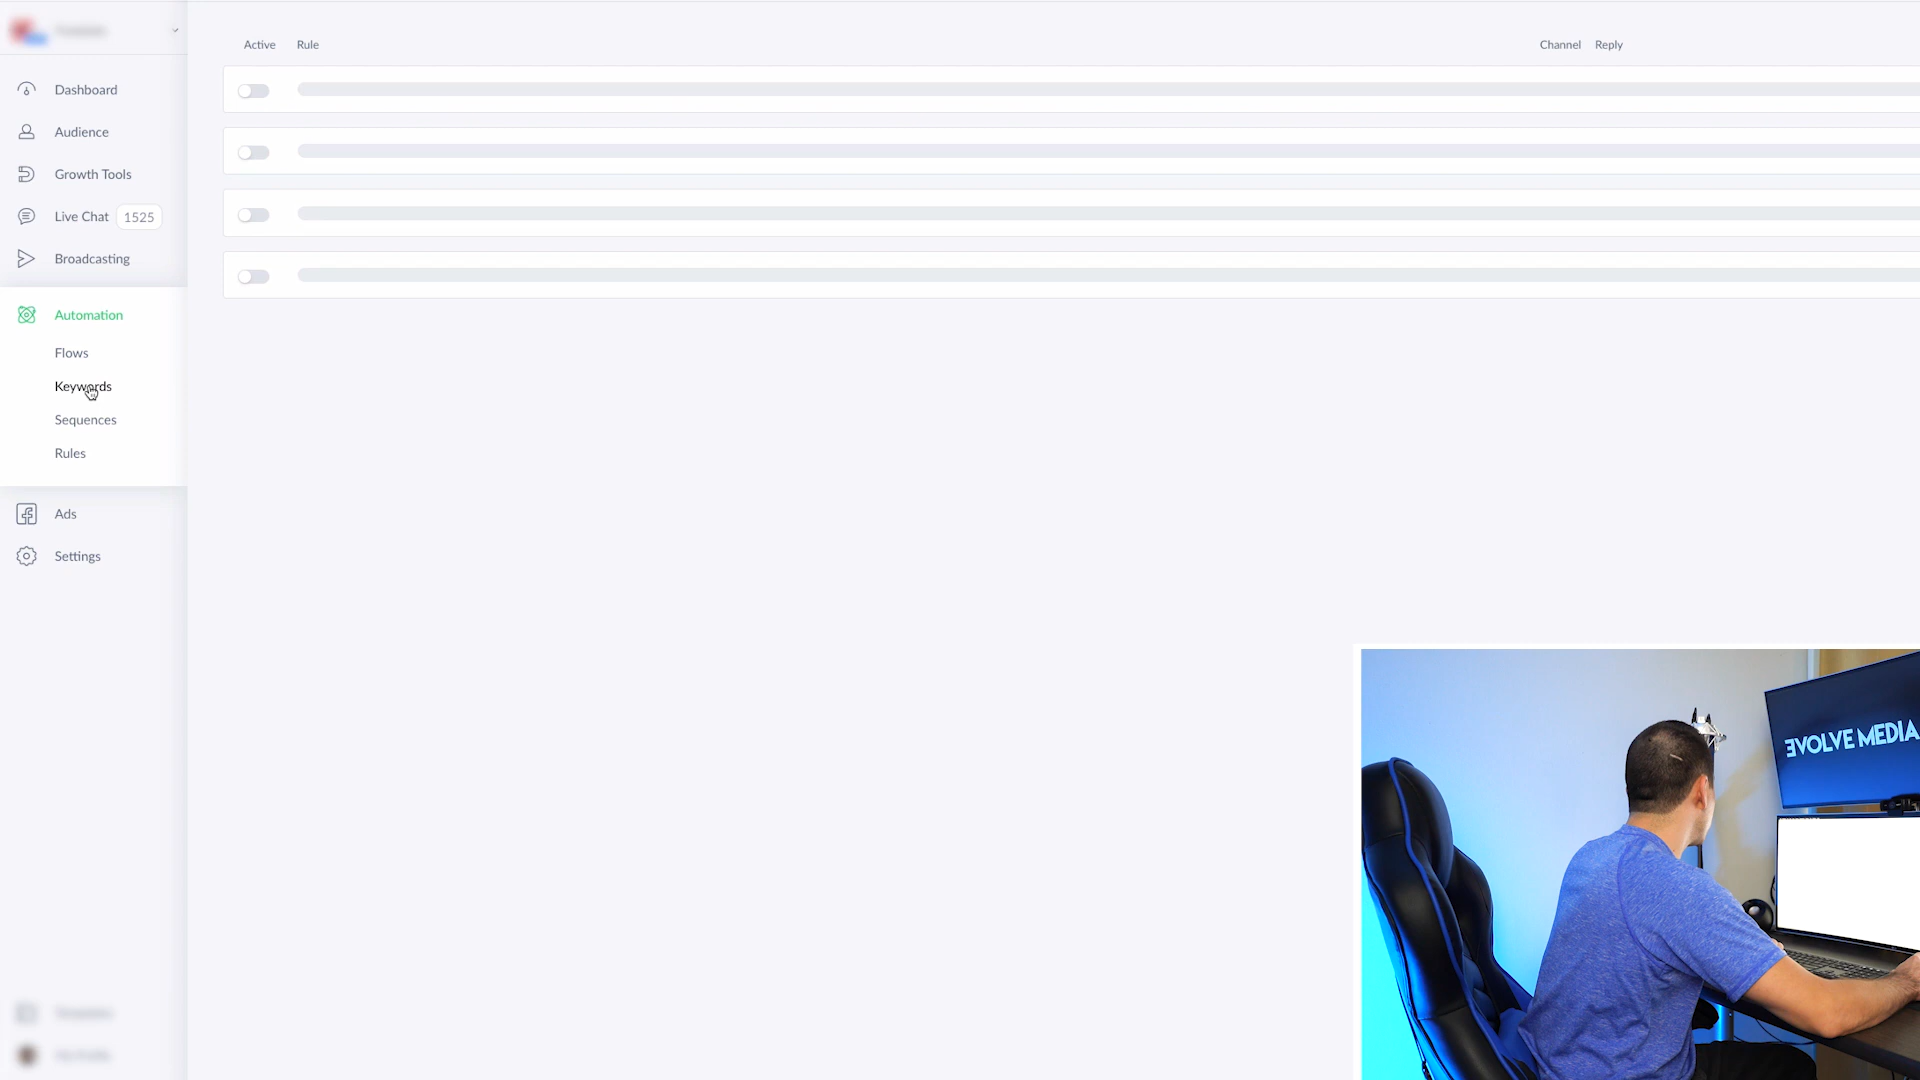 Active Rule Channel Reply
Dashboard
Audience
Growth Tools
Live Chat 1525
Broadcasting
Automation
Flows
Keywords
Sequences
Rules
Ads
Settings
EVOLVE MEDIA